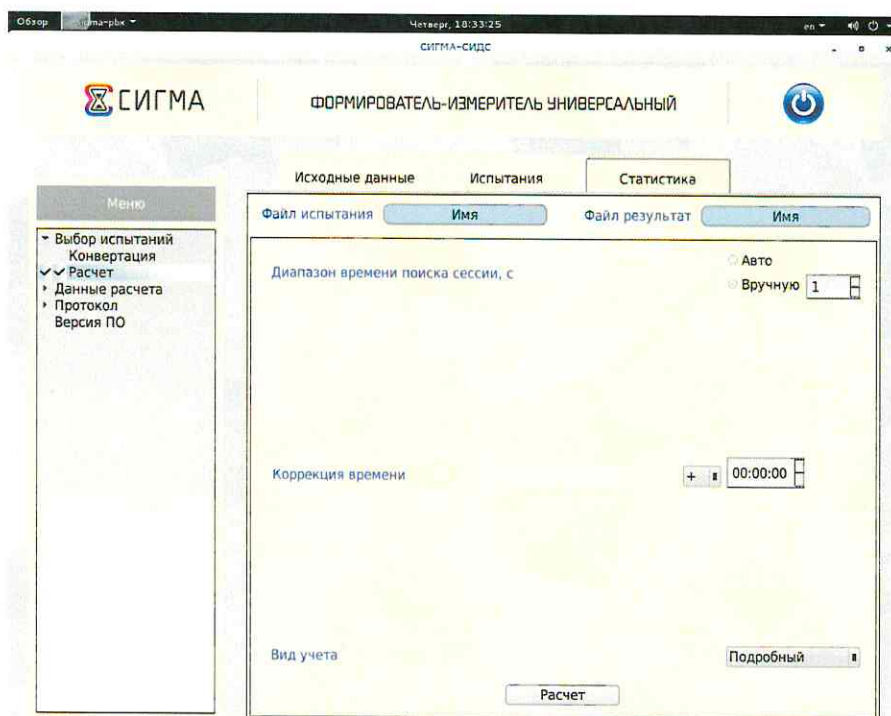 Обзор
Четверг, 18:33:25
en
СИГМА-СИДС
СИГМА
ФОРМИРОВАТЕЛЬ-ИЗМЕРИТЕЛЬ УНИВЕРСАЛЬНЫЙ
Исходные данные Испытания Статистика
Меню
Файл испытания Имя Файл результат Имя
Выбор испытаний
Конвертация
Расчет
Данные расчета
Протокол
Версия ПО
Диапазон времени поиска сессии, с
Авто
Вручную 1
Коррекция времени + 00:00:00
Вид учета Подробный
Расчет